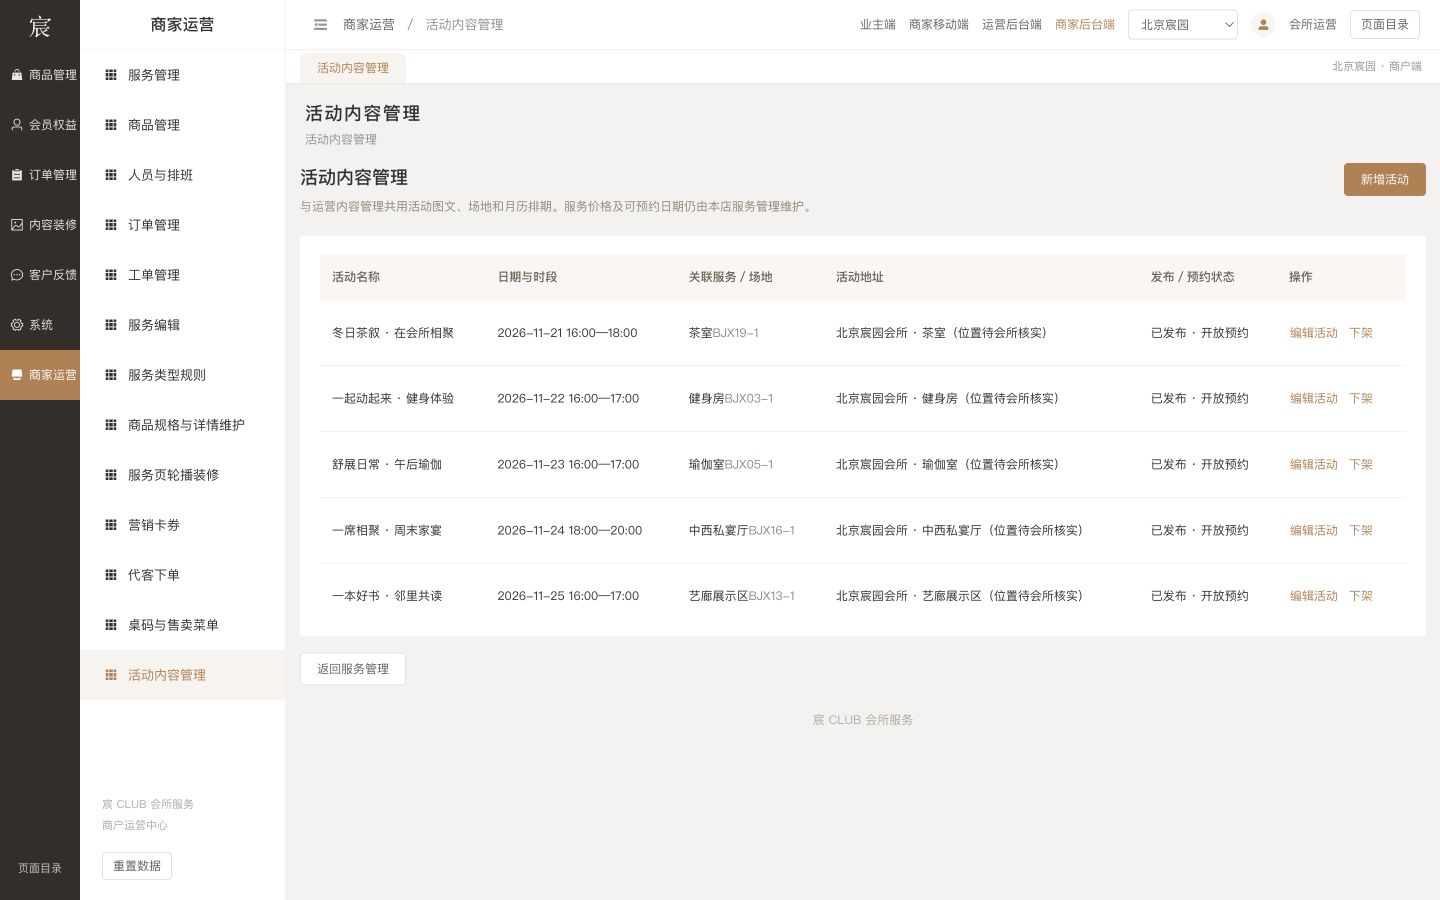 宸
商品管理
会员权益
订单管理
内容装修
客户反馈
系统
商家运营
页面目录
商家运营
服务管理
商品管理
人员与排班
订单管理
工单管理
服务编辑
服务类型规则
商品规格与详情维护
服务页轮播装修
营销卡券
代客下单
桌码与售卖菜单
活动内容管理
宸 CLUB 会所服务
商户运营中心
重置数据
商家运营 / 活动内容管理
业主端 商家移动端 运营后台端 商家后台端 北京宸园 会所运营 页面目录
活动内容管理
北京宸园 · 商户端
活动内容管理
活动内容管理
活动内容管理
新增活动
与运营内容管理共用活动图文、场地和月历排期。服务价格及可预约日期仍由本店服务管理维护。
活动名称 日期与时段 关联服务 / 场地 活动地址 发布 / 预约状态 操作
冬日茶叙 · 在会所相聚 2026-11-21 16:00—18:00 茶室BJX19-1 北京宸园会所 · 茶室（位置待会所核实） 已发布 · 开放预约 编辑活动 下架
一起动起来 · 健身体验 2026-11-22 16:00—17:00 健身房BJX03-1 北京宸园会所 · 健身房（位置待会所核实） 已发布 · 开放预约 编辑活动 下架
舒展日常 · 午后瑜伽 2026-11-23 16:00—17:00 瑜伽室BJX05-1 北京宸园会所 · 瑜伽室（位置待会所核实） 已发布 · 开放预约 编辑活动 下架
一席相聚 · 周末家宴 2026-11-24 18:00—20:00 中西私宴厅BJX16-1 北京宸园会所 · 中西私宴厅（位置待会所核实） 已发布 · 开放预约 编辑活动 下架
一本好书 · 邻里共读 2026-11-25 16:00—17:00 艺廊展示区BJX13-1 北京宸园会所 · 艺廊展示区（位置待会所核实） 已发布 · 开放预约 编辑活动 下架
返回服务管理
宸 CLUB 会所服务